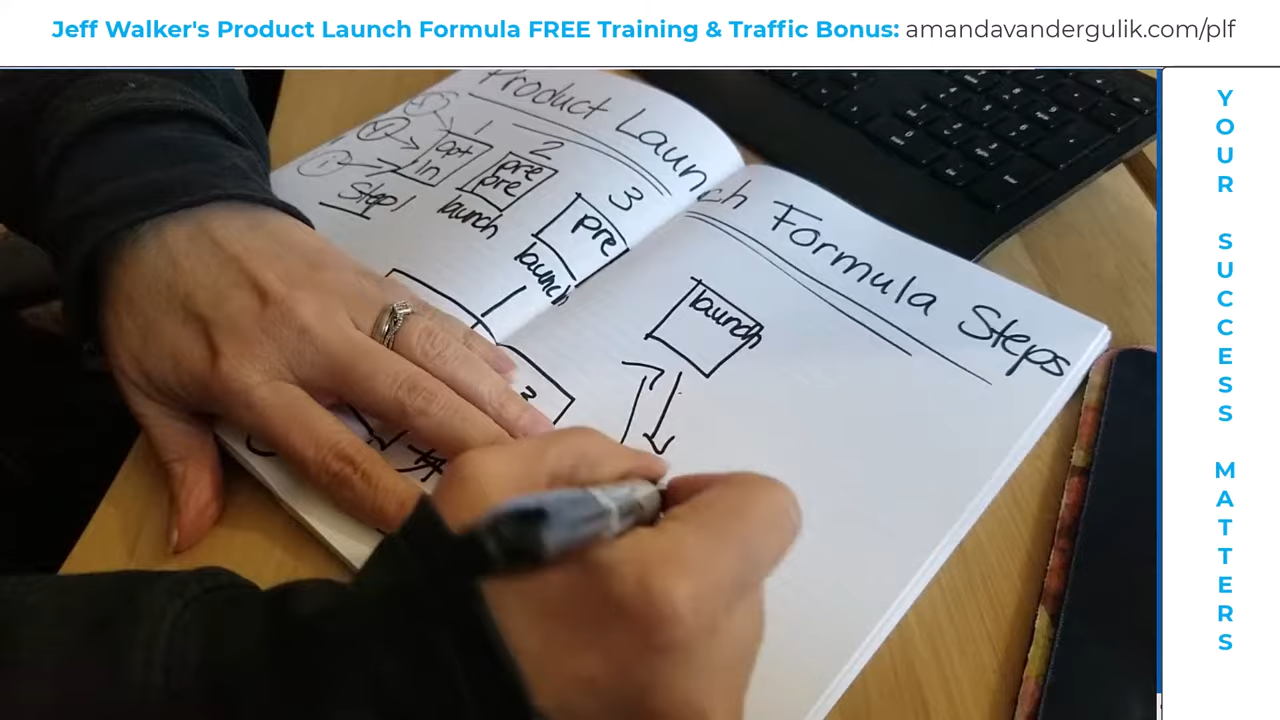 Jeff Walker's Product Launch Formula FREE Training & Traffic Bonus: amandavandergulik.com/plf
Product Launch Formula Steps
1
opt
in
Step 1
2
pre
pre
launch
3
pre
launch
launch
3
YOUR SUCCESS MATTERS